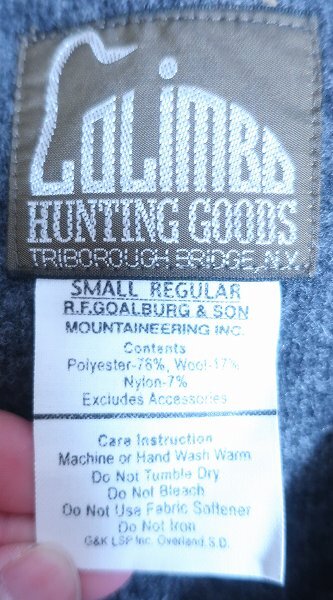 COLIMBO
HUNTING GOODS
TRIBOROUGH BRIDGE, N.Y.
SMALL REGULAR
R.F.GOALBURG & SON
MOUNTAINEERING INC.
Contents
Polyester-76%, Wool-17%
Nylon-7%
Excludes Accessories
Care Instruction
Machine or Hand Wash Warm
Do Not Tumble Dry
Do Not Bleach
Do Not Use Fabric Softener
Do Not Iron
G&K LSP Inc. Overland.S.D.